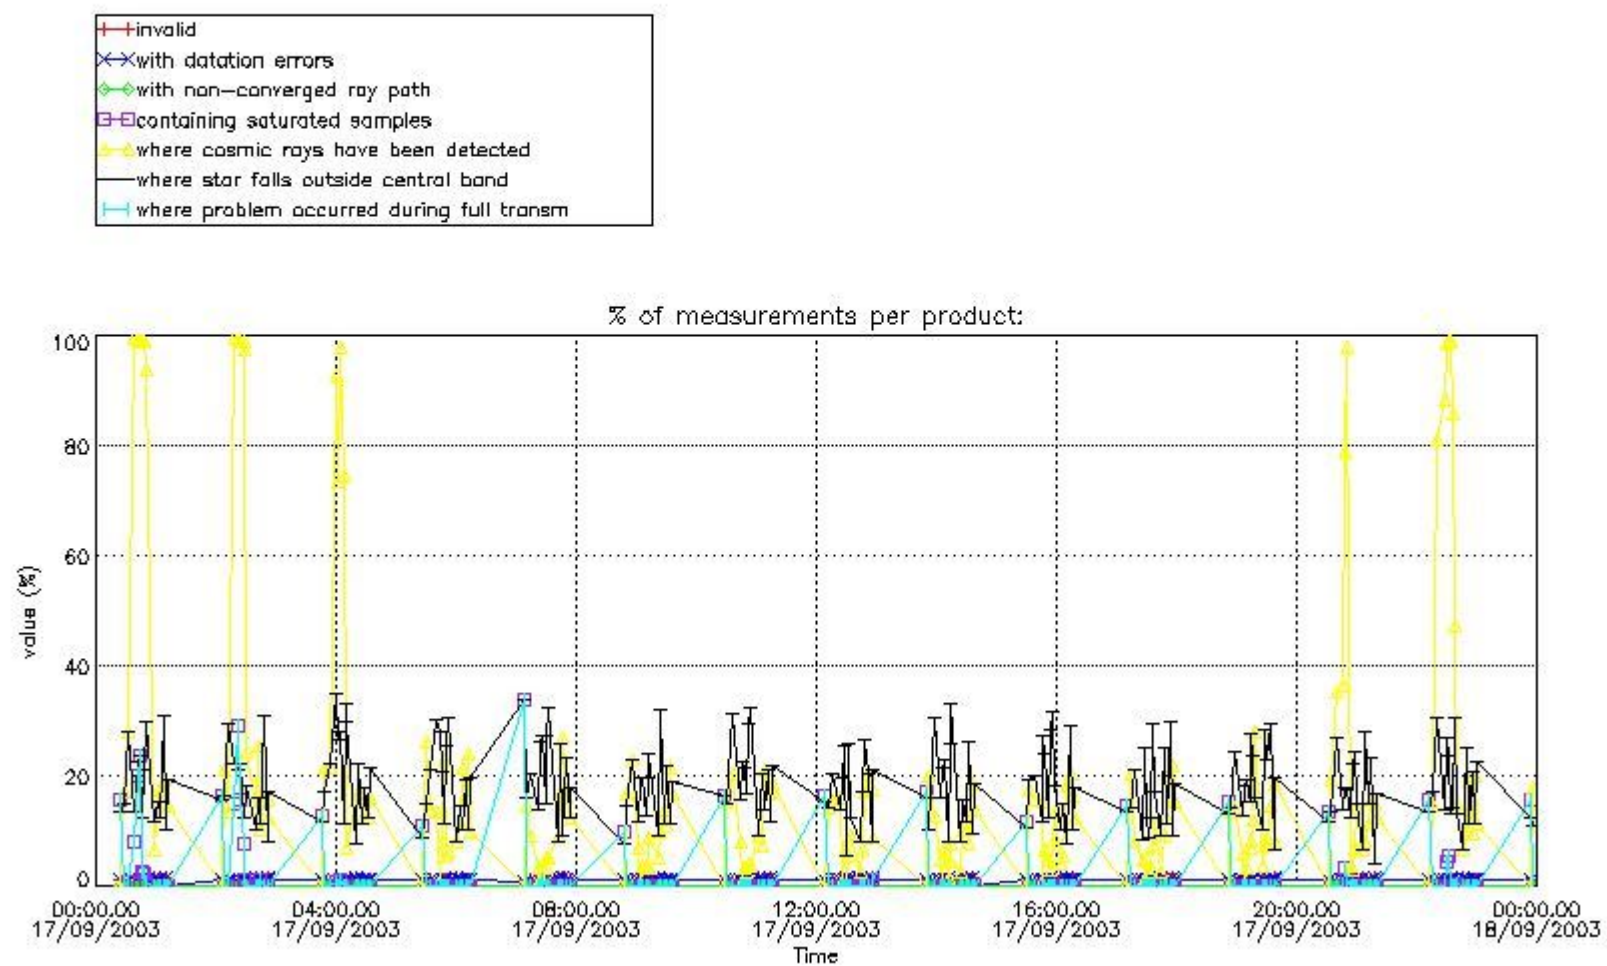 invalid
with datation errors
with non-converged ray path
containing saturated samples
where cosmic rays have been detected
where star falls outside central band
where problem occurred during full transm
% of measurements per product:
100
80
60
40
20
0
value (%)
00:00:00 04:00:00 08:00:00 12:00:00 16:00:00 20:00:00 00:00:00
17/09/2003 17/09/2003 17/09/2003 17/09/2003 17/09/2003 17/09/2003 18/09/2003
Time